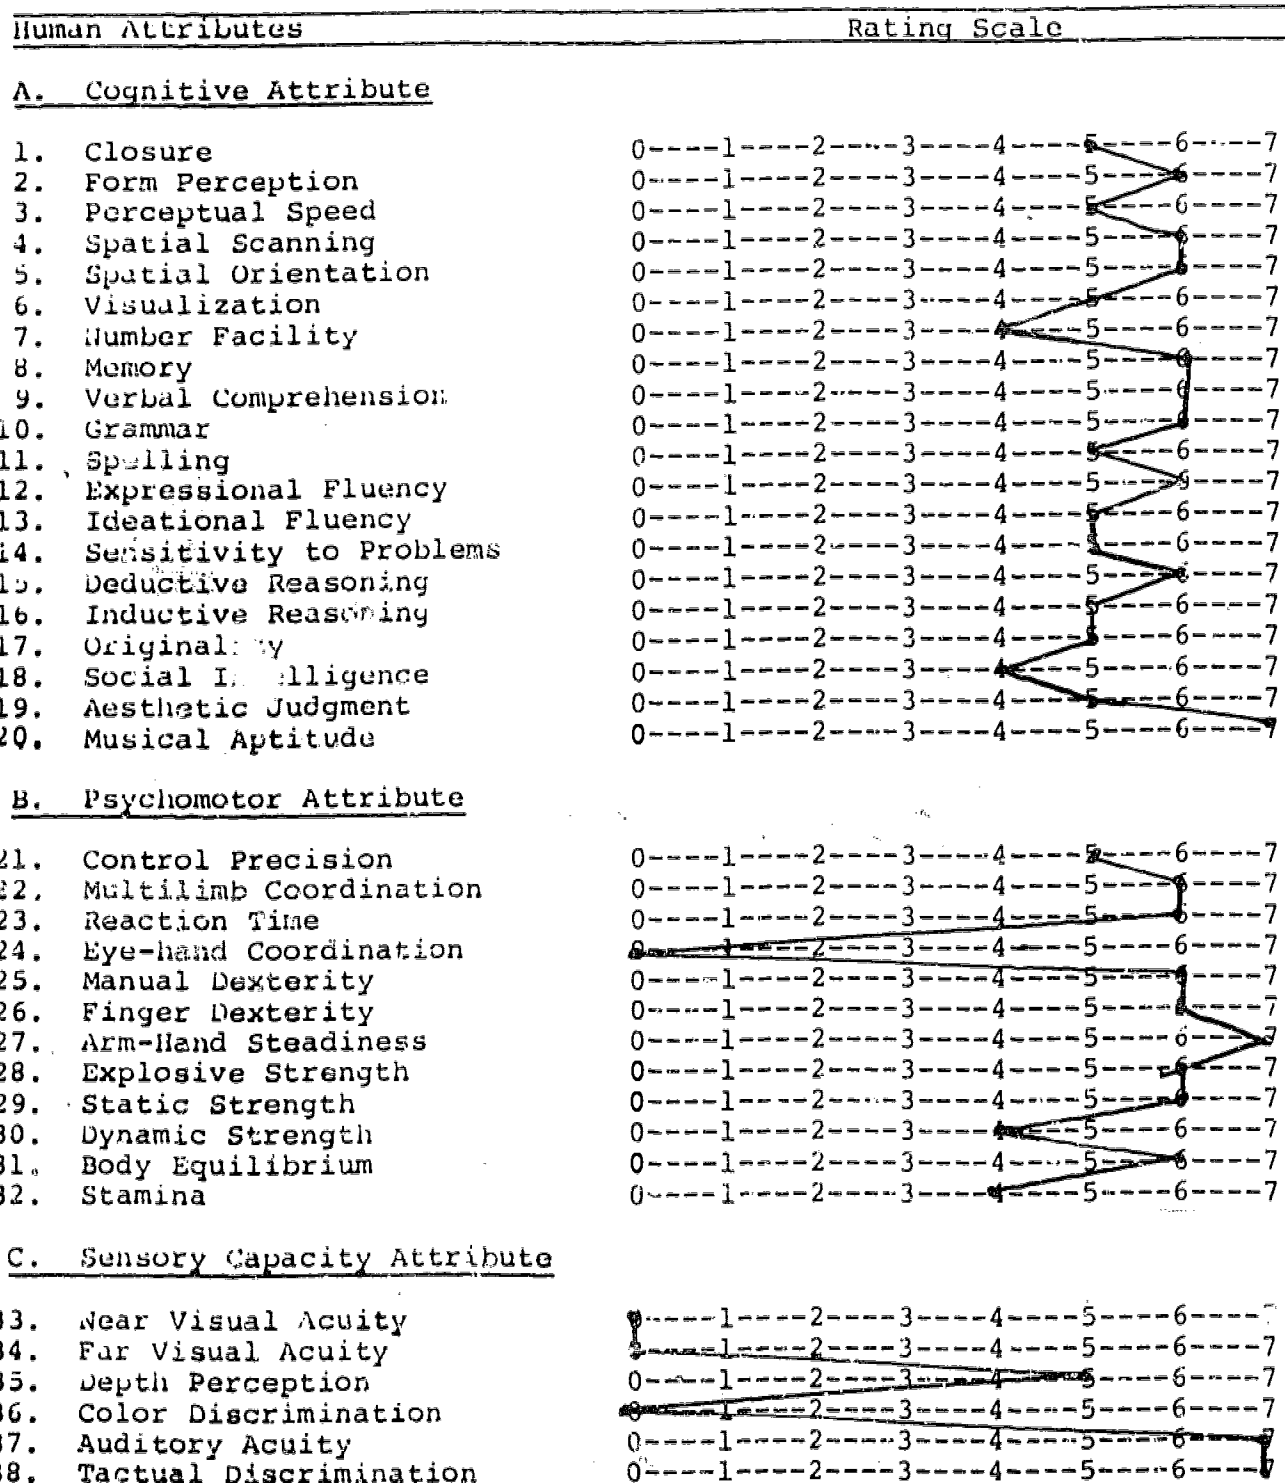 Human Attributes Rating Scale
A. Cognitive Attribute
1. Closure 0----1----2----3----4----5----6----7
2. Form Perception 0----1----2----3----4----5----6----7
3. Perceptual Speed 0----1----2----3----4----5----6----7
4. Spatial Scanning 0----1----2----3----4----5----6----7
5. Spatial Orientation 0----1----2----3----4----5----6----7
6. Visualization 0----1----2----3----4----5----6----7
7. Number Facility 0----1----2----3----4----5----6----7
8. Memory 0----1----2----3----4----5----6----7
9. Verbal Comprehension 0----1----2----3----4----5----6----7
10. Grammar 0----1----2----3----4----5----6----7
11. Spelling 0----1----2----3----4----5----6----7
12. Expressional Fluency 0----1----2----3----4----5----6----7
13. Ideational Fluency 0----1----2----3----4----5----6----7
14. Sensitivity to Problems 0----1----2----3----4----5----6----7
15. Deductive Reasoning 0----1----2----3----4----5----6----7
16. Inductive Reasoning 0----1----2----3----4----5----6----7
17. Originality 0----1----2----3----4----5----6----7
18. Social Intelligence 0----1----2----3----4----5----6----7
19. Aesthetic Judgment 0----1----2----3----4----5----6----7
20. Musical Aptitude 0----1----2----3----4----5----6----7
B. Psychomotor Attribute
21. Control Precision 0----1----2----3----4----5----6----7
22. Multilimb Coordination 0----1----2----3----4----5----6----7
23. Reaction Time 0----1----2----3----4----5----6----7
24. Eye-hand Coordination 0----1----2----3----4----5----6----7
25. Manual Dexterity 0----1----2----3----4----5----6----7
26. Finger Dexterity 0----1----2----3----4----5----6----7
27. Arm-Hand Steadiness 0----1----2----3----4----5----6----7
28. Explosive Strength 0----1----2----3----4----5----6----7
29. Static Strength 0----1----2----3----4----5----6----7
30. Dynamic Strength 0----1----2----3----4----5----6----7
31. Body Equilibrium 0----1----2----3----4----5----6----7
32. Stamina 0----1----2----3----4----5----6----7
C. Sensory Capacity Attribute
33. Near Visual Acuity 0----1----2----3----4----5----6----7
34. Far Visual Acuity 0----1----2----3----4----5----6----7
35. Depth Perception 0----1----2----3----4----5----6----7
36. Color Discrimination 0----1----2----3----4----5----6----7
37. Auditory Acuity 0----1----2----3----4----5----6----7
38. Tactual Discrimination 0----1----2----3----4----5----6----7